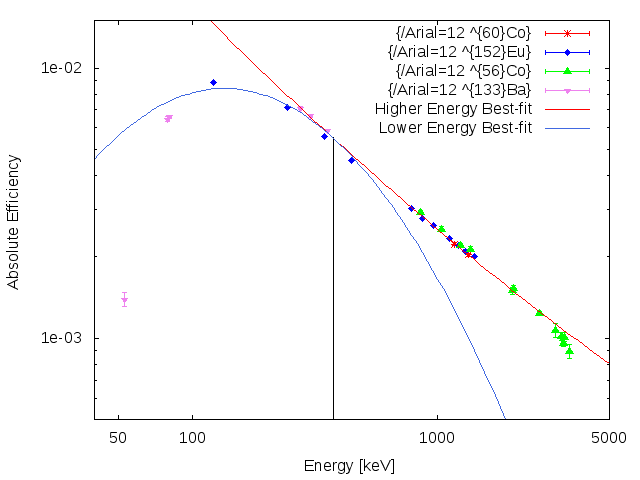 {/Arial=12 ^{60}Co}
{/Arial=12 ^{152}Eu}
{/Arial=12 ^{56}Co}
{/Arial=12 ^{133}Ba}
Higher Energy Best-fit
Lower Energy Best-fit
1e-02
1e-03
Absolute Efficiency
50 100 1000 5000
Energy [keV]